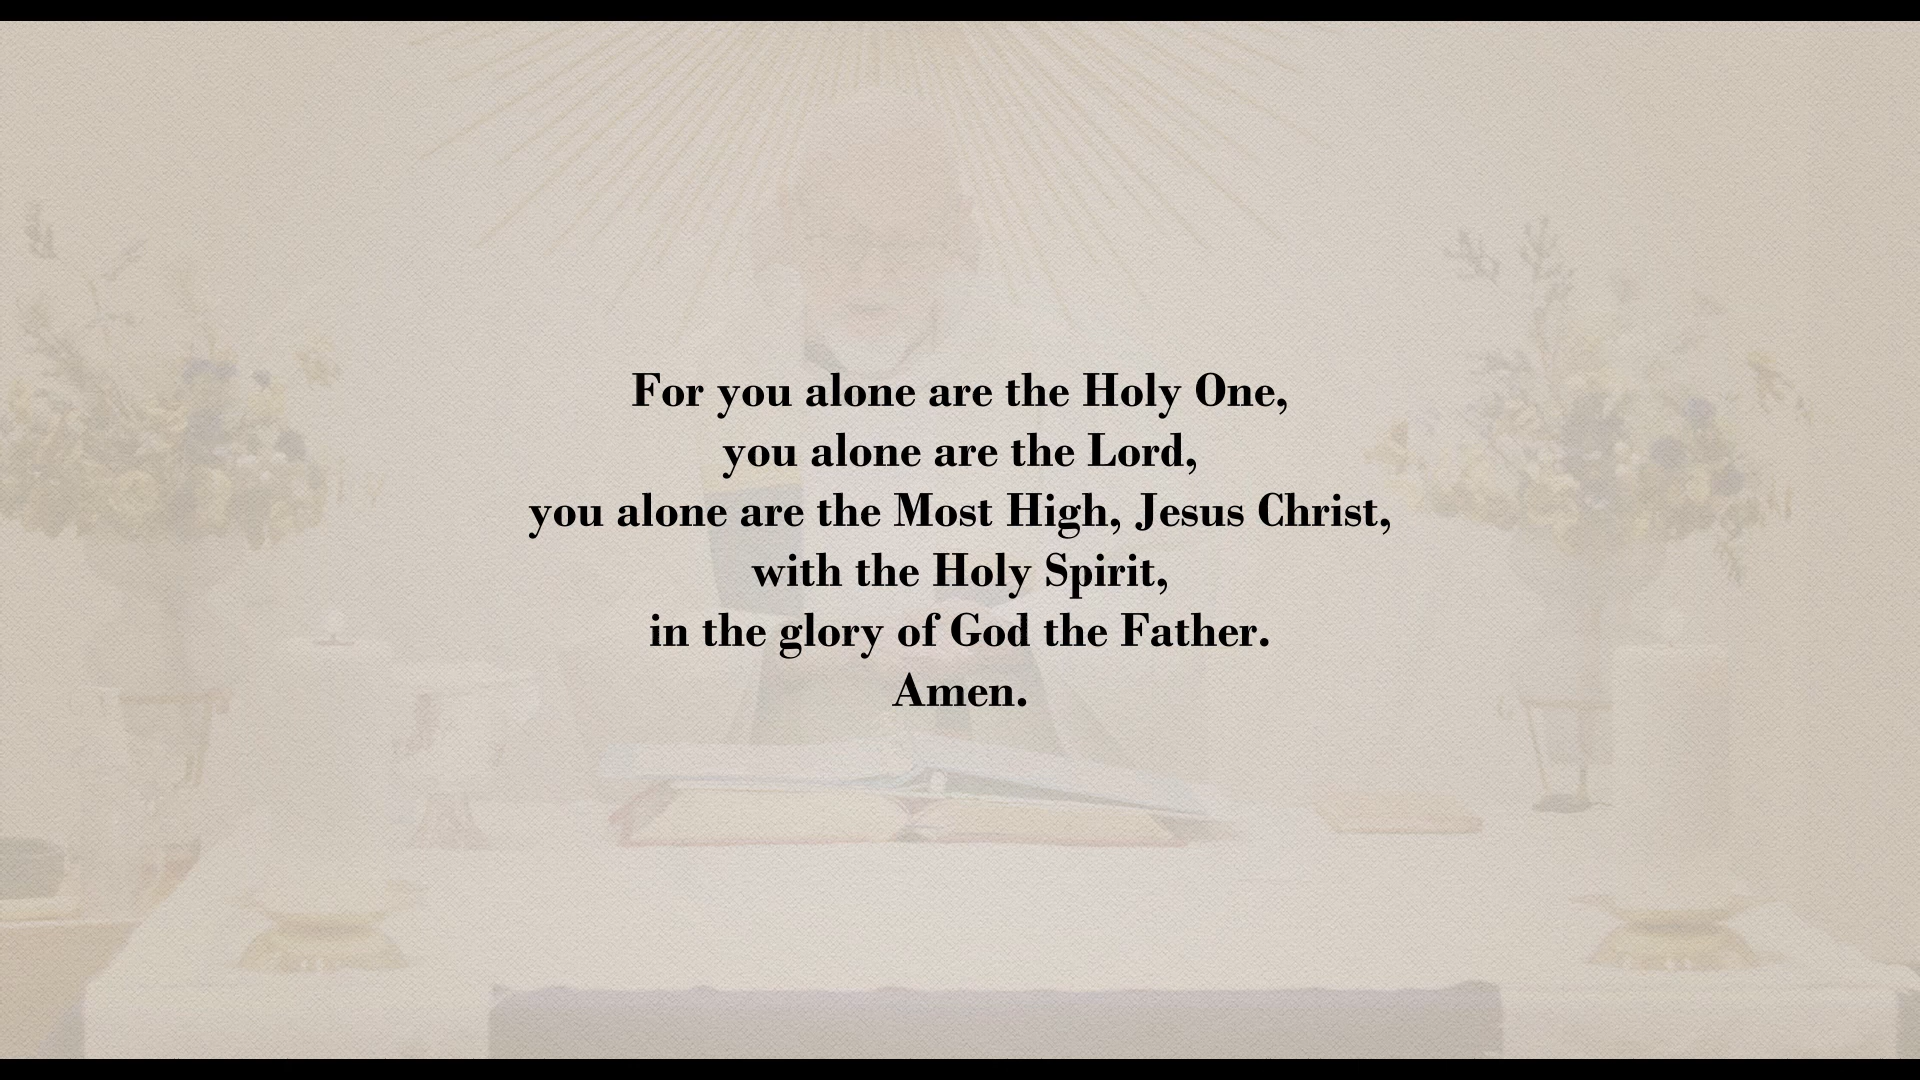 For you alone are the Holy One,
you alone are the Lord,
you alone are the Most High, Jesus Christ,
with the Holy Spirit,
in the glory of God the Father.
Amen.